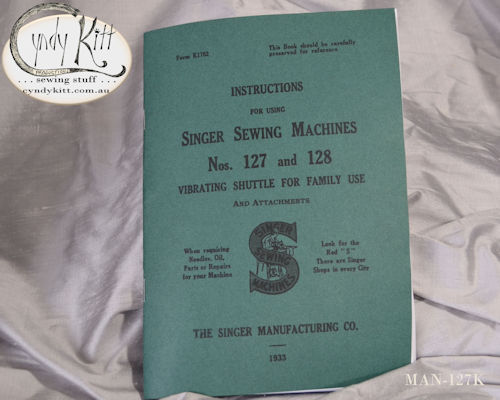 Cyndy Kitt
PRODUCTIONS
. . . sewing stuff . . .
cyndykitt.com.au
Form K1762
This Book should be carefully
preserved for reference.
INSTRUCTIONS
FOR USING
SINGER SEWING MACHINES
Nos. 127 and 128
VIBRATING SHUTTLE FOR FAMILY USE
AND ATTACHMENTS
When requiring
Needles, Oil,
Parts or Repairs
for your Machine
SINGER
SEWING
MACHINES
Look for the
Red "S"
There are Singer
Shops in every City
THE SINGER MANUFACTURING CO.
1933
MAN-127K